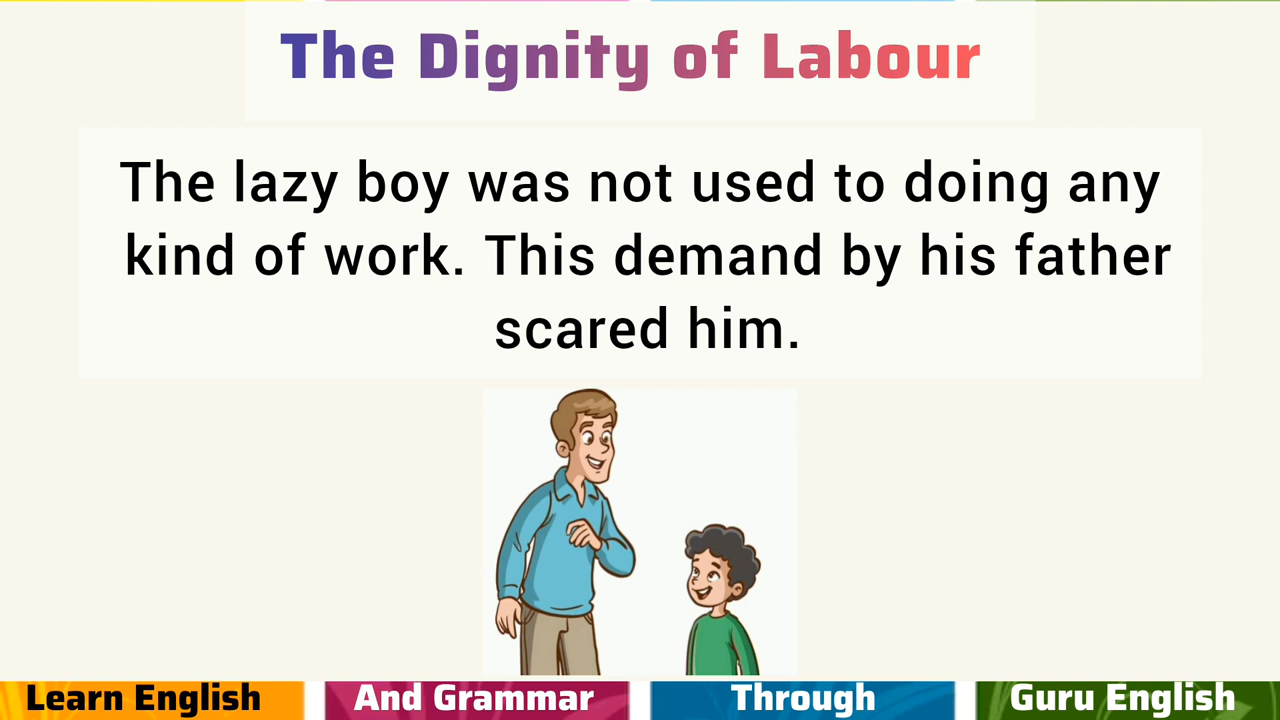 The Dignity of Labour
The lazy boy was not used to doing any
kind of work. This demand by his father
scared him.
Learn English And Grammar Through Guru English